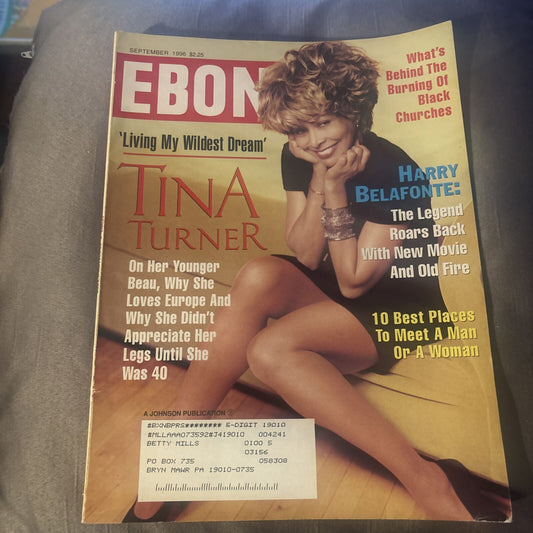 SEPTEMBER 1996 $2.25
EBON
What's
Behind The
Burning Of
Black
Churches
'Living My Wildest Dream'
TINA
TURNER
On Her Younger
Beau, Why She
Loves Europe And
Why She Didn't
Appreciate Her
Legs Until She
Was 40
HARRY
BELAFONTE:
The Legend
Roars Back
With New Movie
And Old Fire
10 Best Places
To Meet A Man
Or A Woman
A JOHNSON PUBLICATION
#BXNBPRS******** 5-DIGIT 19010
#MLLAAA073592#J419010 004241
BETTY MILLS 0100 5
03156
PO BOX 735 058308
BRYN MAWR PA 19010-0735